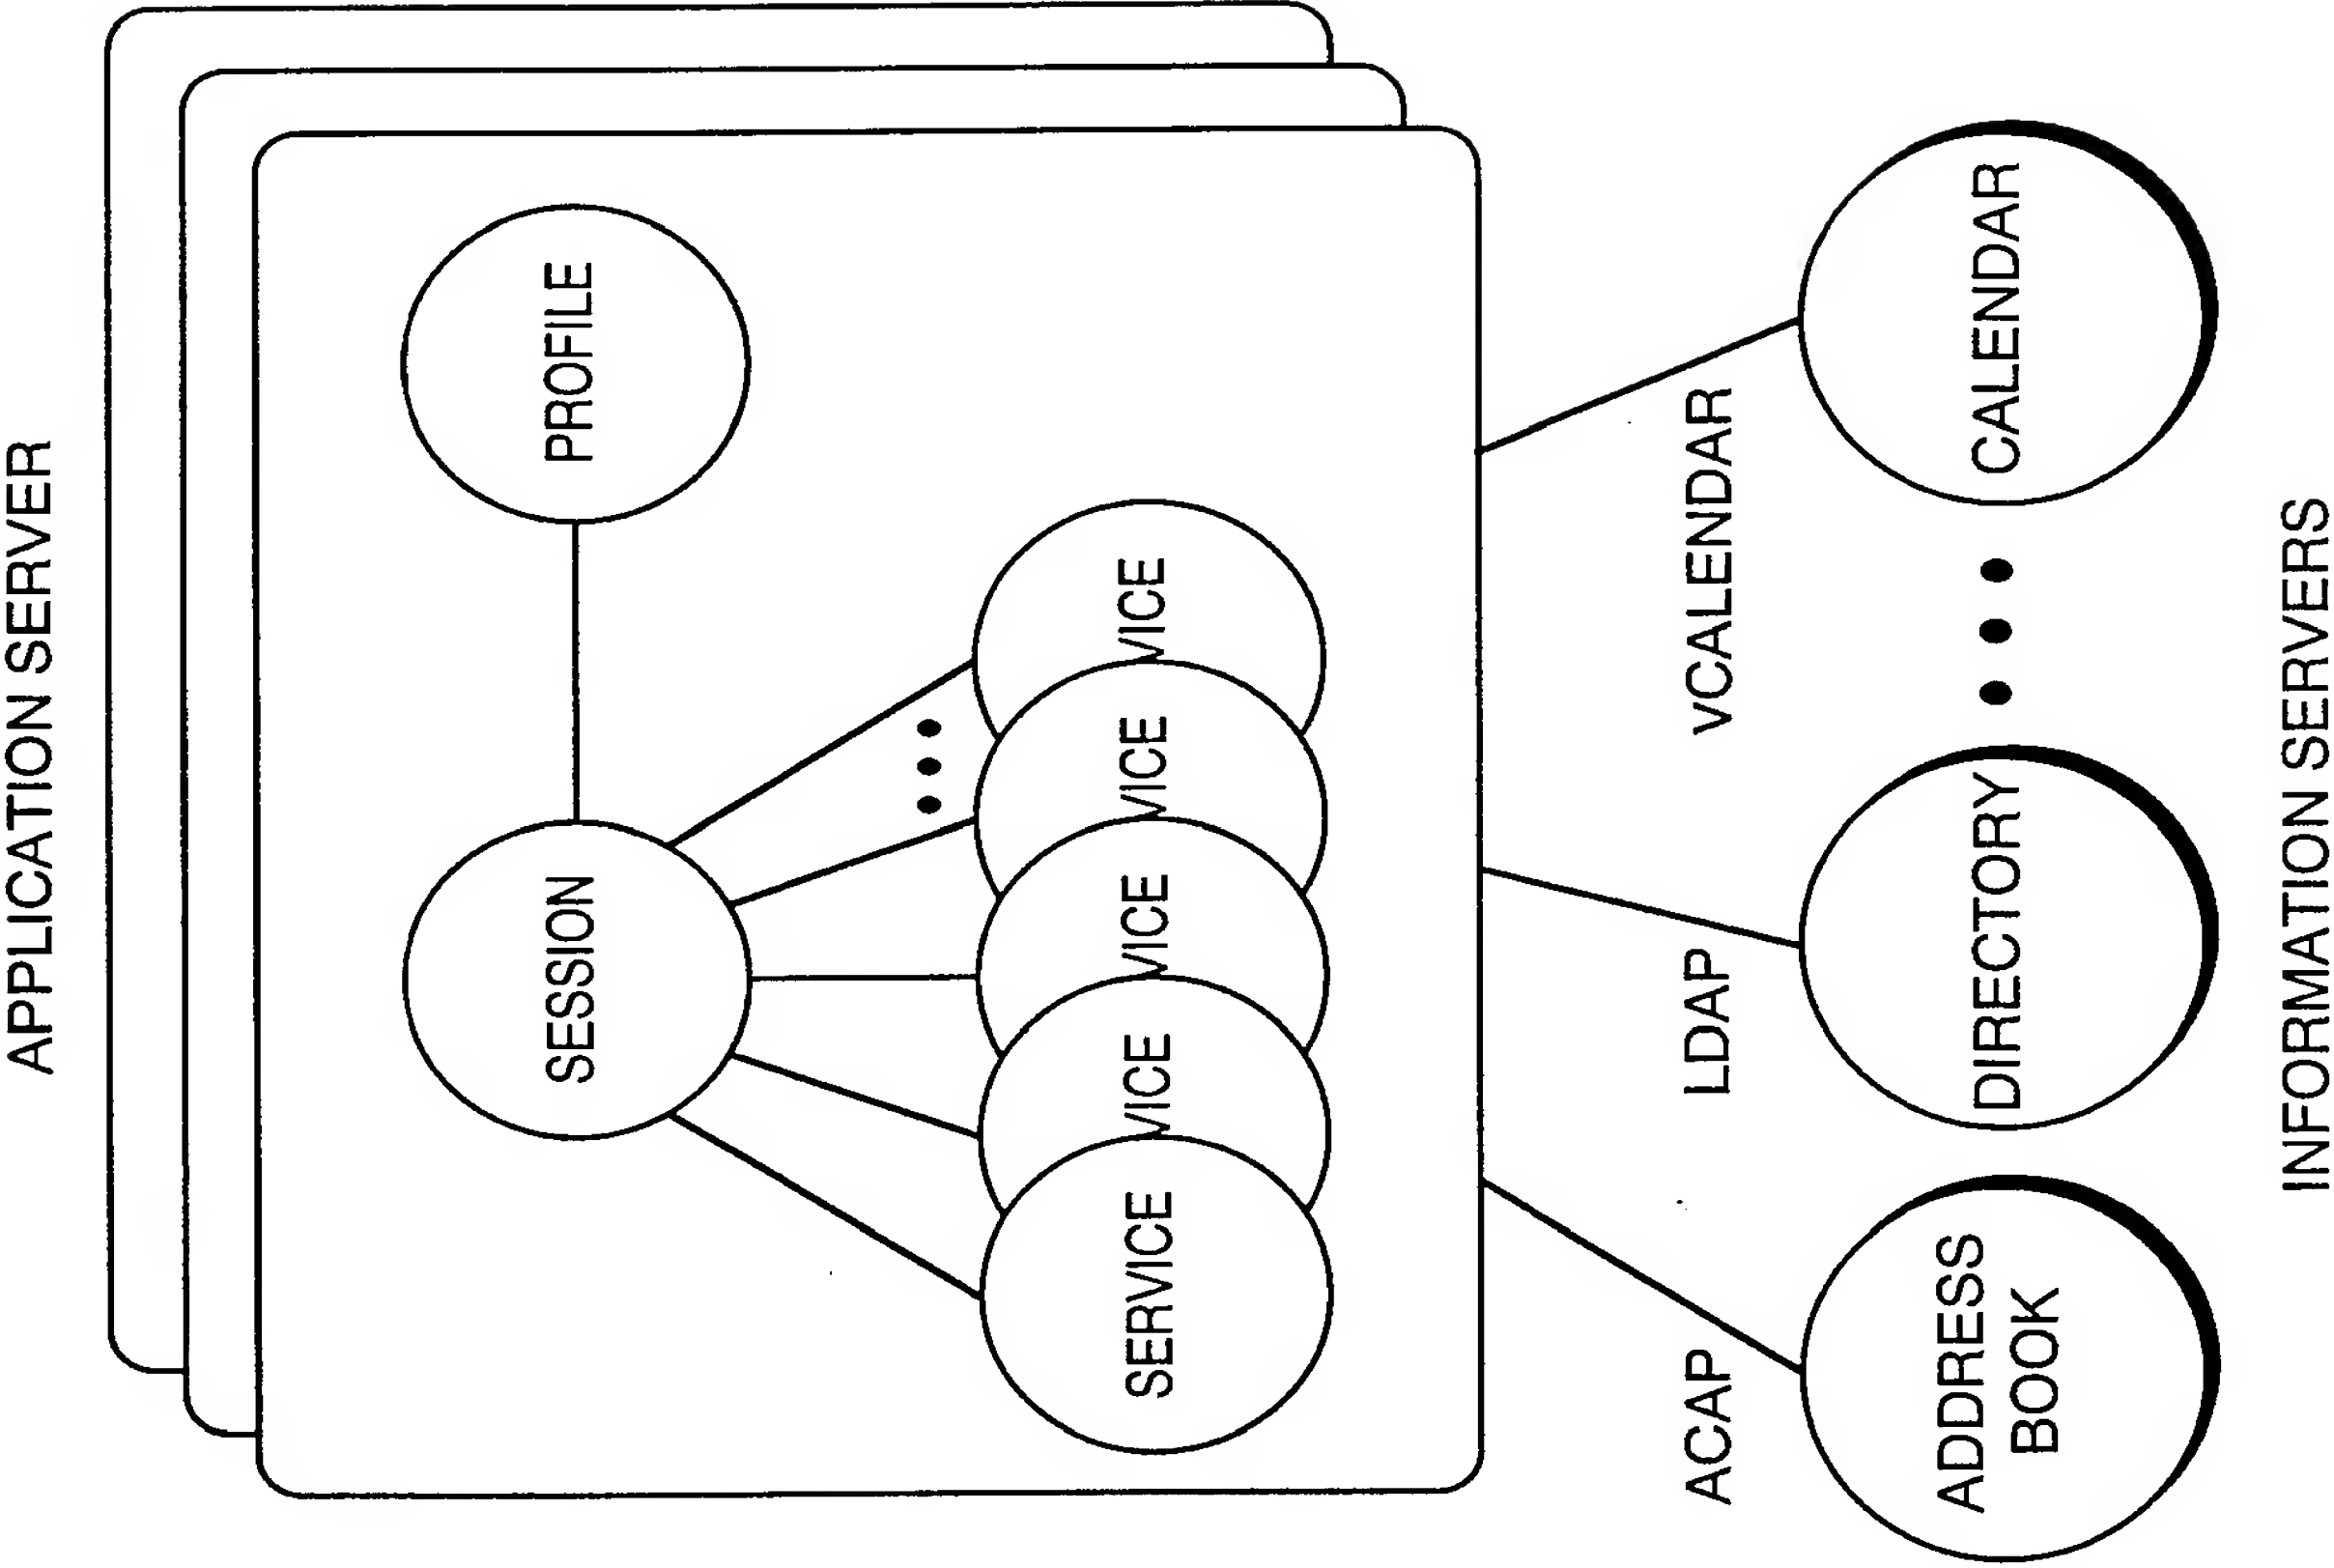 APPLICATION SERVER
SESSION
PROFILE
SERVICE
VICE
VICE
VICE
VICE
ACAP
LDAP
VCALENDAR
ADDRESS
BOOK
DIRECTORY
CALENDAR
INFORMATION SERVERS